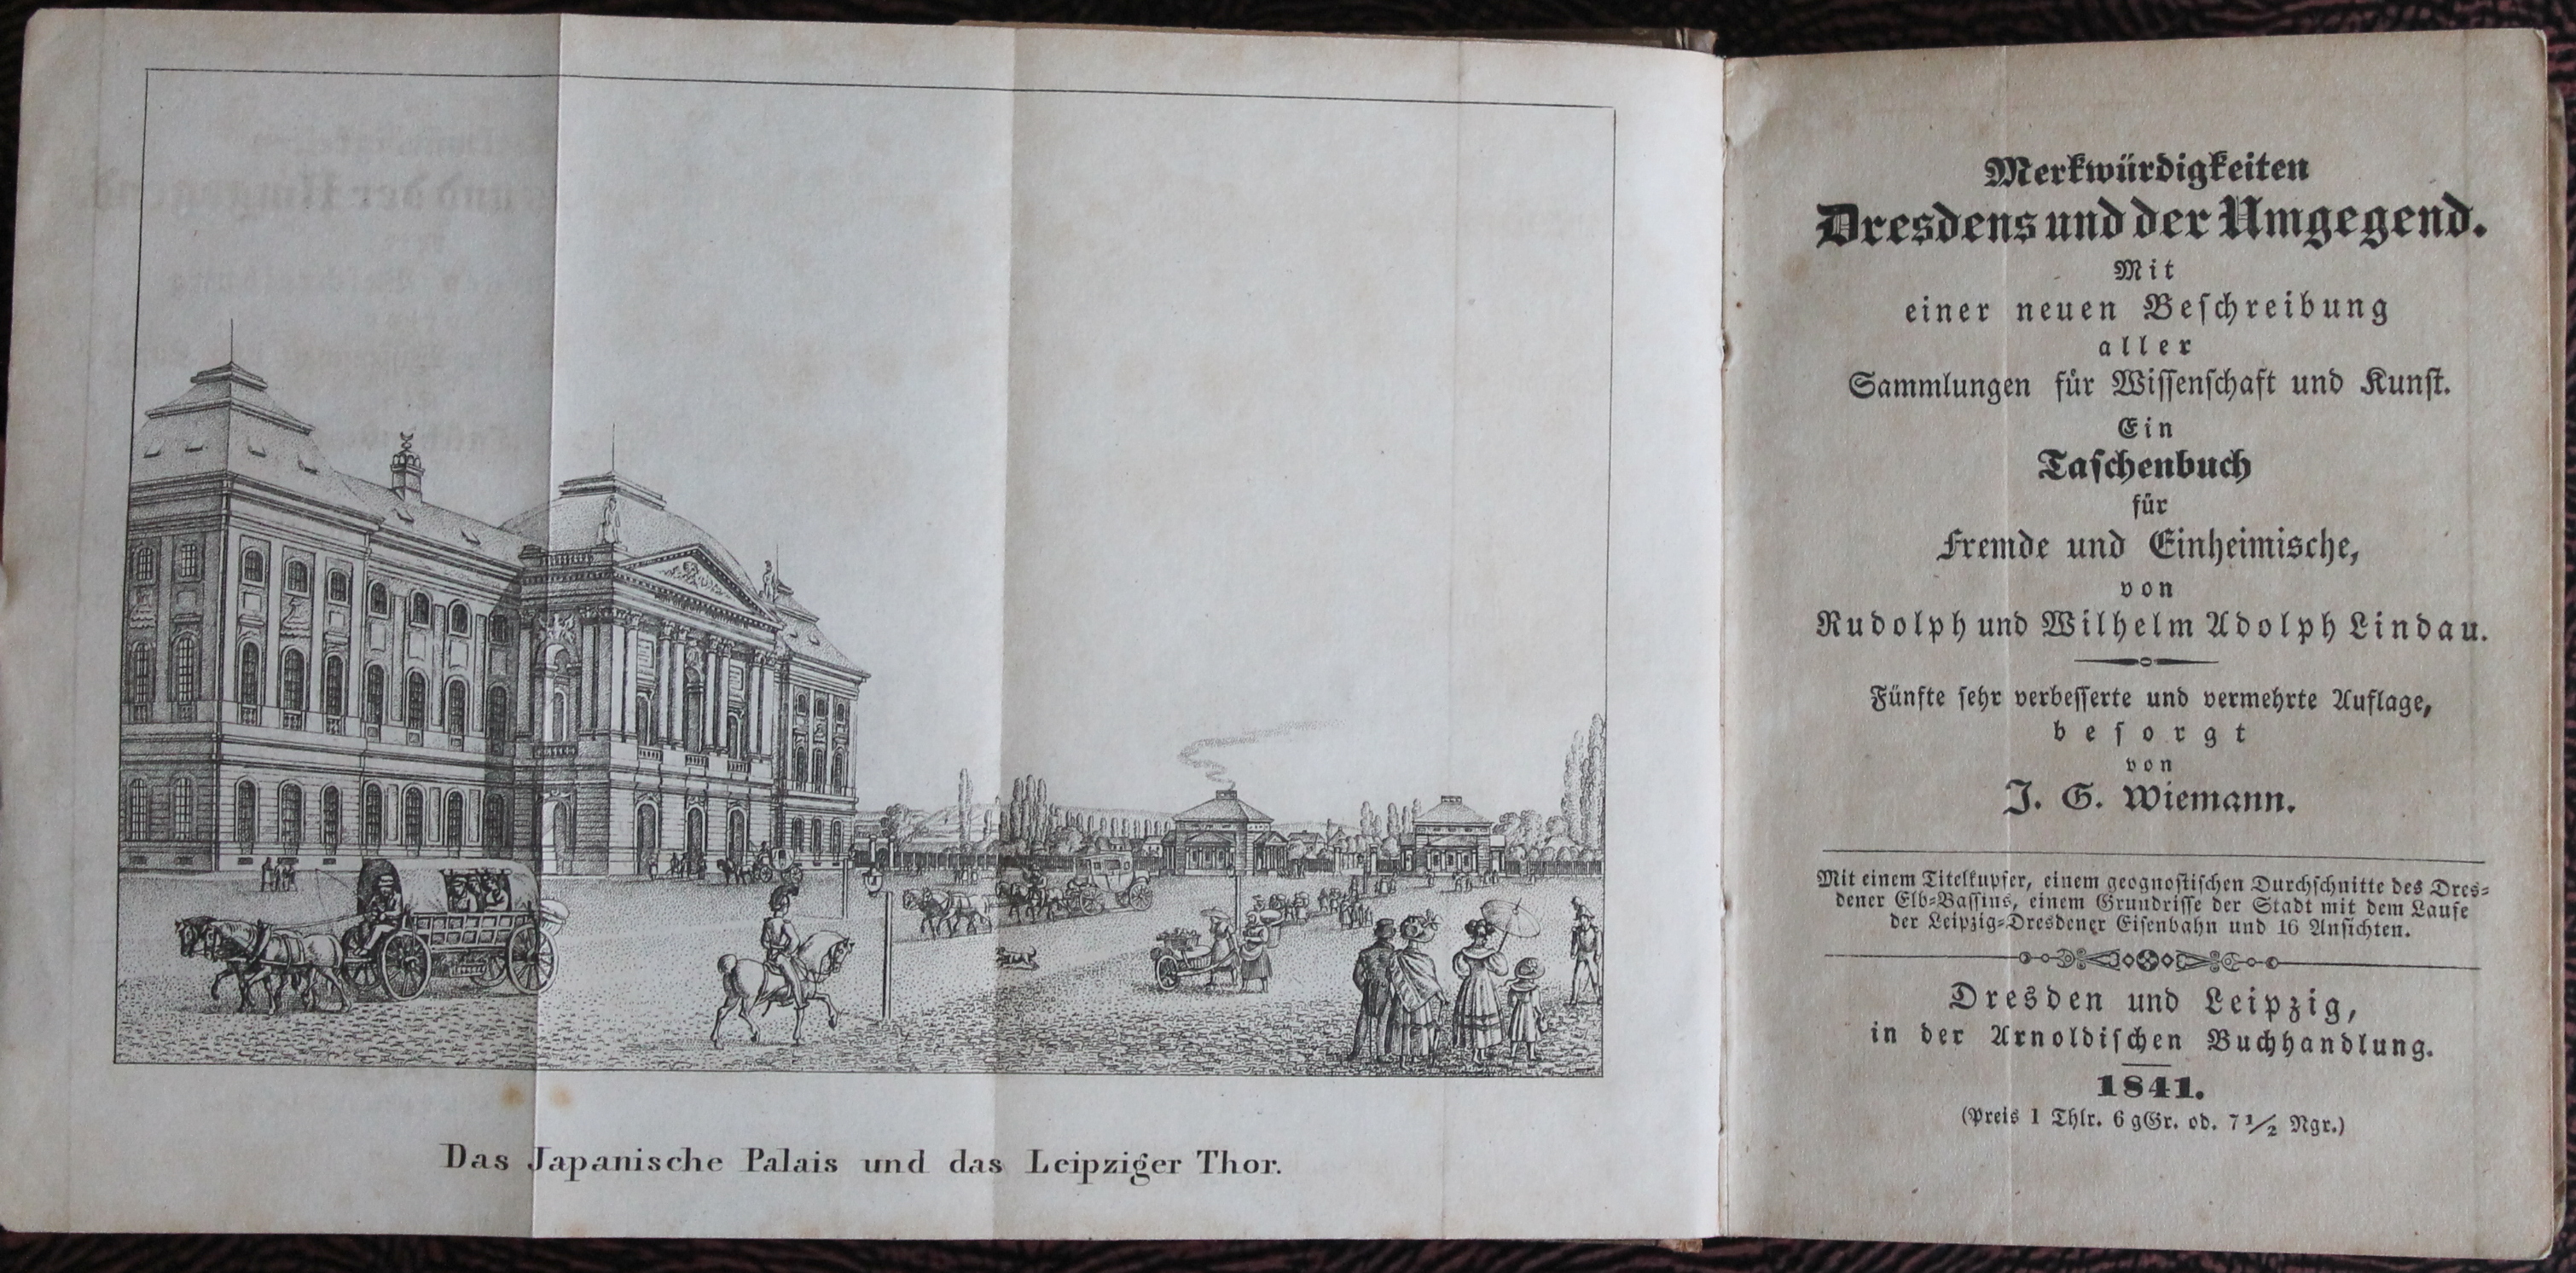 Das Japanische Palais und das Leipziger Thor.
Merkwürdigkeiten
Dresdens und der Umgegend.
Mit
einer neuen Beſchreibung
aller
Sammlungen für Wiſſenſchaft und Kunſt.
Ein
Taſchenbuch
für
Fremde und Einheimische,
von
Rudolph und Wilhelm Adolph Lindau.
Fünfte ſehr verbeſſerte und vermehrte Auflage,
beſorgt
von
J. G. Wiemann.
Mit einem Titelkupfer, einem geognoſtiſchen Durchſchnitte des Dres-
dener Elb-Baſſins, einem Grundriſſe der Stadt mit dem Laufe
der Leipzig-Dresdener Eiſenbahn und 16 Anſichten.
Dresden und Leipzig,
in der Arnoldiſchen Buchhandlung.
1841.
(Preis 1 Thlr. 6 gGr. od. 7 1/2 Ngr.)